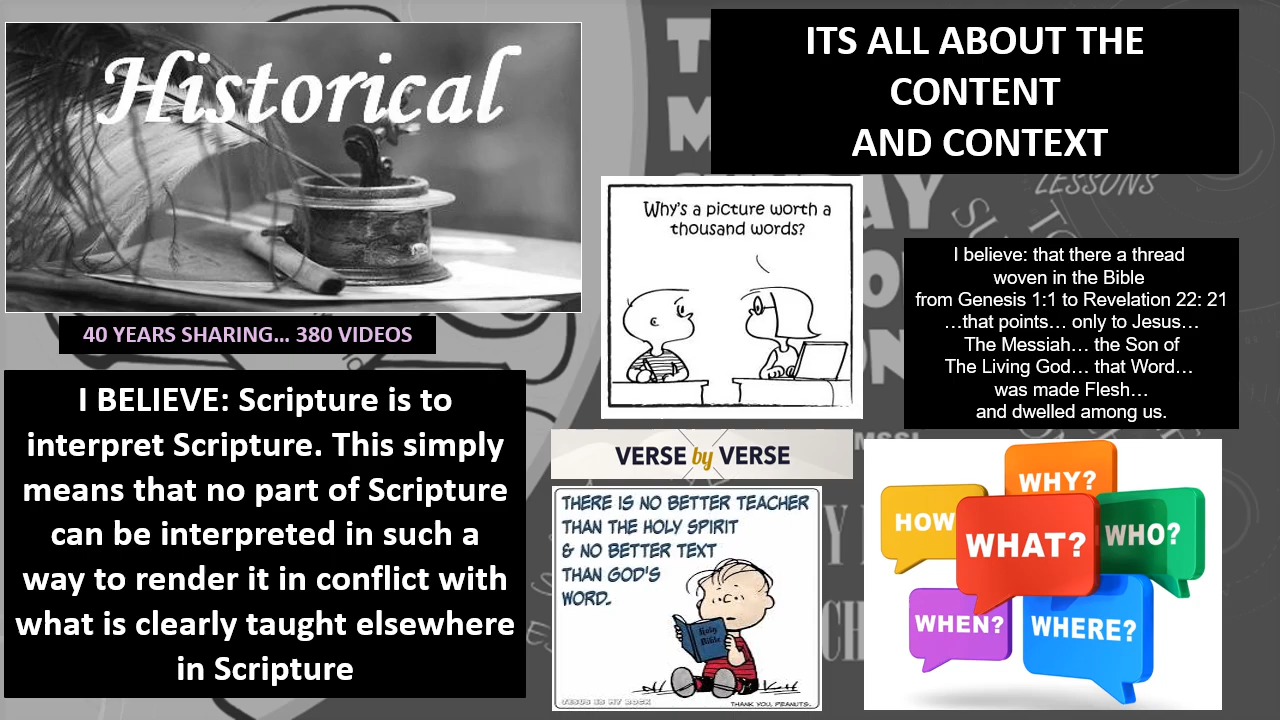 Historical
40 YEARS SHARING... 380 VIDEOS
I BELIEVE: Scripture is to
interpret Scripture. This simply
means that no part of Scripture
can be interpreted in such a
way to render it in conflict with
what is clearly taught elsewhere
in Scripture
ITS ALL ABOUT THE
CONTENT
AND CONTEXT
LESSONS
Why's a picture worth a
thousand words?
I believe: that there a thread
woven in the Bible
from Genesis 1:1 to Revelation 22: 21
…that points… only to Jesus…
The Messiah… the Son of
The Living God… that Word…
was made Flesh…
and dwelled among us.
VERSE by VERSE
THERE IS NO BETTER TEACHER
THAN THE HOLY SPIRIT
& NO BETTER TEXT
THAN GOD'S
WORD.
Holy
Bible
JESUS IS MY ROCK
THANK YOU, PEANUTS.
WHY?
HOW
WHAT?
WHO?
WHEN?
WHERE?